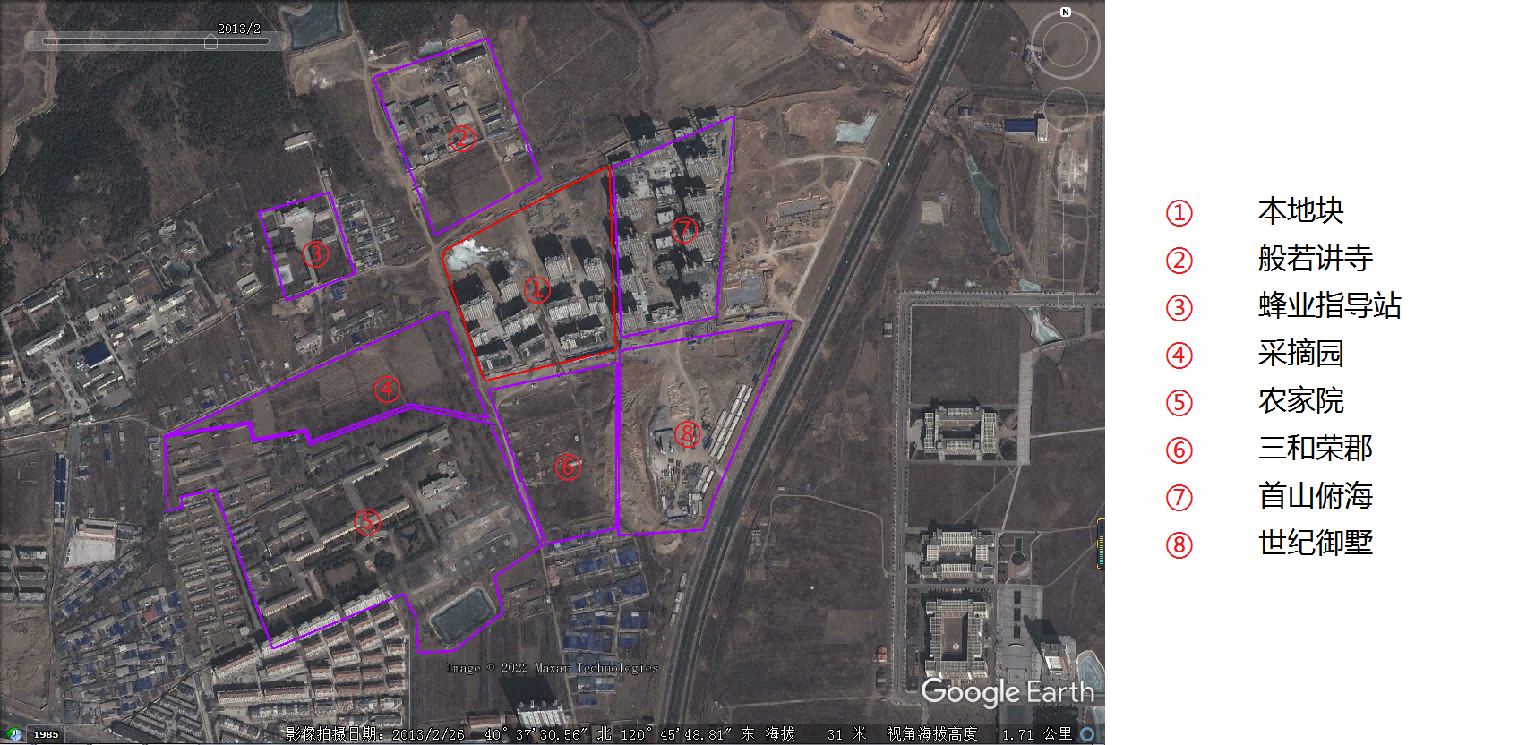 2013/2
N
②
⑦
③
①
④
⑧
⑥
⑤
Image © 2022 Maxar Technologies
Google Earth
1985
影像拍摄日期: 2013/2/26 40°37'30.56" 北 120°45'48.81" 东 海拔 31 米 视角海拔高度 1.71 公里
① 本地块
② 般若讲寺
③ 蜂业指导站
④ 采摘园
⑤ 农家院
⑥ 三和荣郡
⑦ 首山俯海
⑧ 世纪御墅